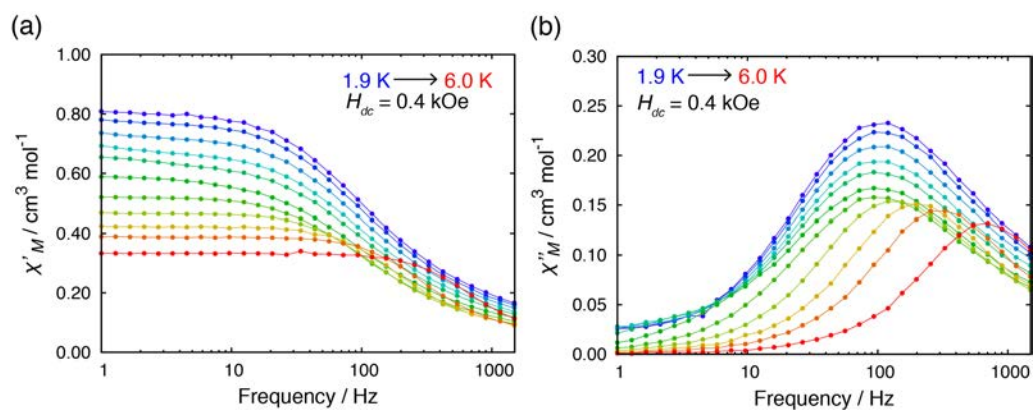 (a)
1.00
0.80
0.60
0.40
0.20
0.00
χ'M / cm³ mol⁻¹
1.9 K ⟶ 6.0 K
Hdc = 0.4 kOe
1 10 100 1000
Frequency / Hz
(b)
0.30
0.25
0.20
0.15
0.10
0.05
0.00
χ''M / cm³ mol⁻¹
1.9 K ⟶ 6.0 K
Hdc = 0.4 kOe
1 10 100 1000
Frequency / Hz